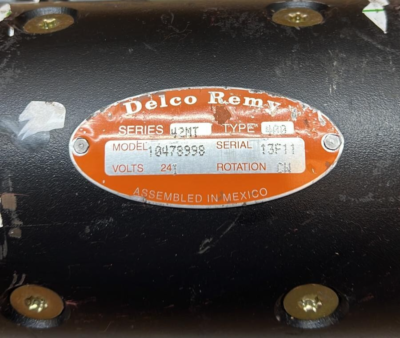 Delco Remy
SERIES 42MT TYPE 400
MODEL 10478998 SERIAL 13F11
VOLTS 24 ROTATION CW
ASSEMBLED IN MEXICO